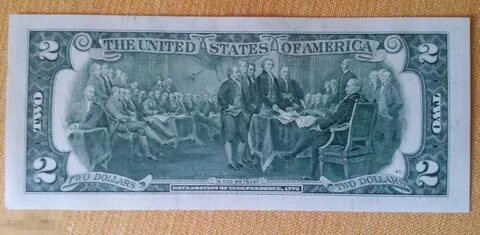 2 THE UNITED STATES OF AMERICA 2
TWO TWO
2 2
TWO DOLLARS TWO DOLLARS
DECLARATION OF INDEPENDENCE, 1776